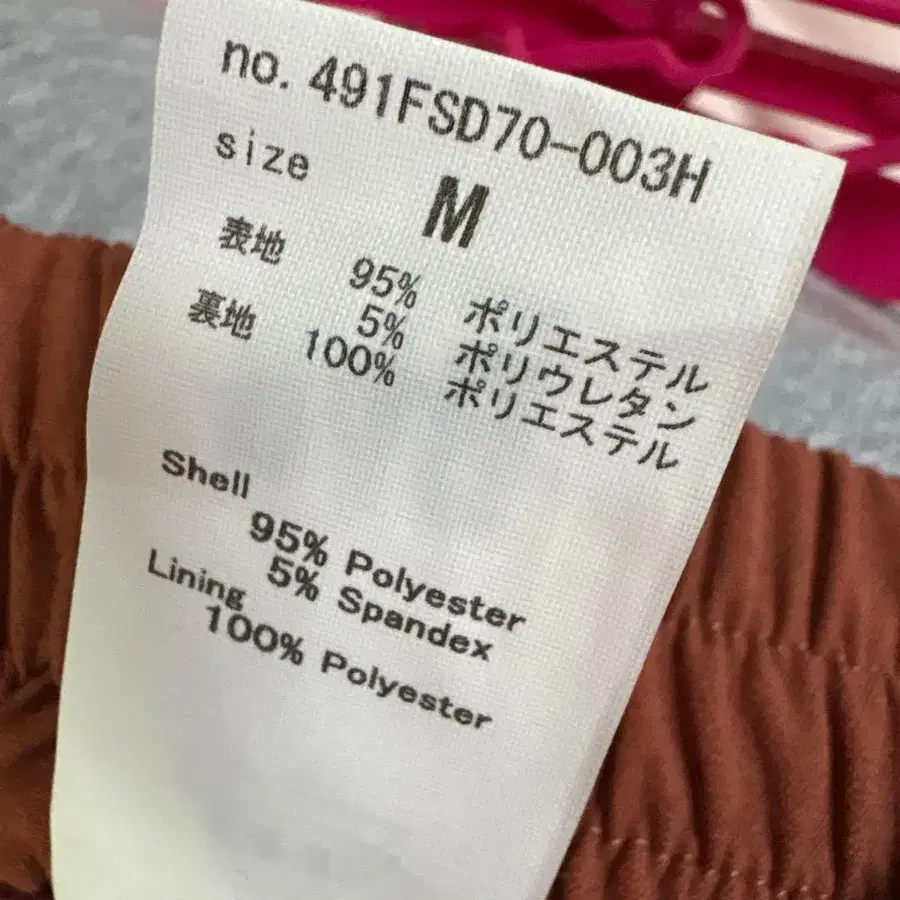 no. 491FSD70-003H
size
M
表地 95% ポリエステル
5% ポリウレタン
裏地 100% ポリエステル
Shell
95% Polyester
5% Spandex
Lining
100% Polyester